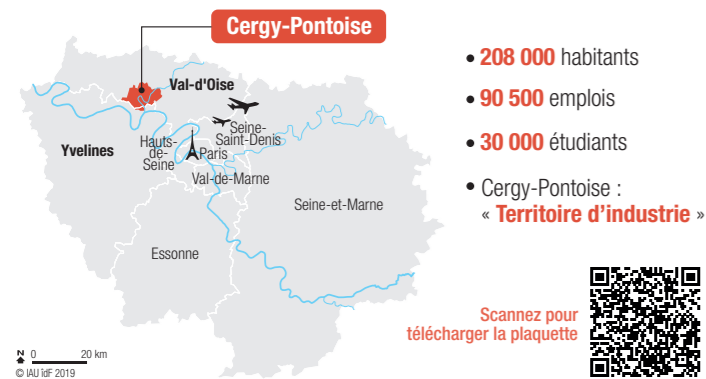 Cergy-Pontoise
Val-d'Oise
Yvelines
Hauts-
de-
Seine
Paris
Seine-
Saint-Denis
Val-de-Marne
Seine-et-Marne
Essonne
N 0 20 km
© IAU îdF 2019
• 208 000 habitants
• 90 500 emplois
• 30 000 étudiants
• Cergy-Pontoise :
« Territoire d’industrie »
Scannez pour
télécharger la plaquette